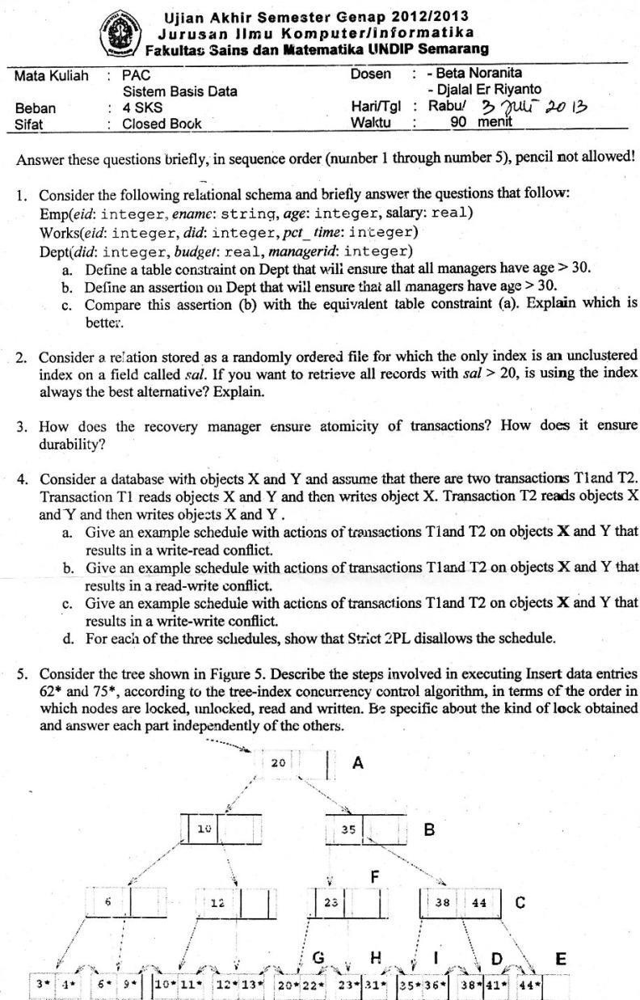 Ujian Akhir Semester Genap 2012/2013
Jurusan Ilmu Komputer/Informatika
Fakultas Sains dan Matematika UNDIP Semarang
Mata Kuliah : PAC Dosen : - Beta Noranita
Sistem Basis Data - Djalal Er Riyanto
Beban : 4 SKS Hari/Tgl : Rabu/ 3 Juli 2013
Sifat : Closed Book Waktu : 90 menit
Answer these questions briefly, in sequence order (number 1 through number 5), pencil not allowed!
1. Consider the following relational schema and briefly answer the questions that follow:
Emp(eid: integer, ename: string, age: integer, salary: real)
Works(eid: integer, did: integer, pct_time: integer)
Dept(did: integer, budget: real, managerid: integer)
a. Define a table constraint on Dept that will ensure that all managers have age > 30.
b. Define an assertion on Dept that will ensure that all managers have age > 30.
c. Compare this assertion (b) with the equivalent table constraint (a). Explain which is
better.
2. Consider a relation stored as a randomly ordered file for which the only index is an unclustered
index on a field called sal. If you want to retrieve all records with sal > 20, is using the index
always the best alternative? Explain.
3. How does the recovery manager ensure atomicity of transactions? How does it ensure
durability?
4. Consider a database with objects X and Y and assume that there are two transactions T1and T2.
Transaction T1 reads objects X and Y and then writes object X. Transaction T2 reads objects X
and Y and then writes objects X and Y .
a. Give an example schedule with actions of transactions T1and T2 on objects X and Y that
results in a write-read conflict.
b. Give an example schedule with actions of transactions T1and T2 on objects X and Y that
results in a read-write conflict.
c. Give an example schedule with actions of transactions T1and T2 on objects X and Y that
results in a write-write conflict.
d. For each of the three schedules, show that Strict 2PL disallows the schedule.
5. Consider the tree shown in Figure 5. Describe the steps involved in executing Insert data entries
62* and 75*, according to the tree-index concurrency control algorithm, in terms of the order in
which nodes are locked, unlocked, read and written. Be specific about the kind of lock obtained
and answer each part independently of the others.
20 A
10 35 B
F
6 12 23 38 44 C
G H I D E
3* 4* 6* 9* 10* 11* 12* 13* 20* 22* 23* 31* 35* 36* 38* 41* 44*